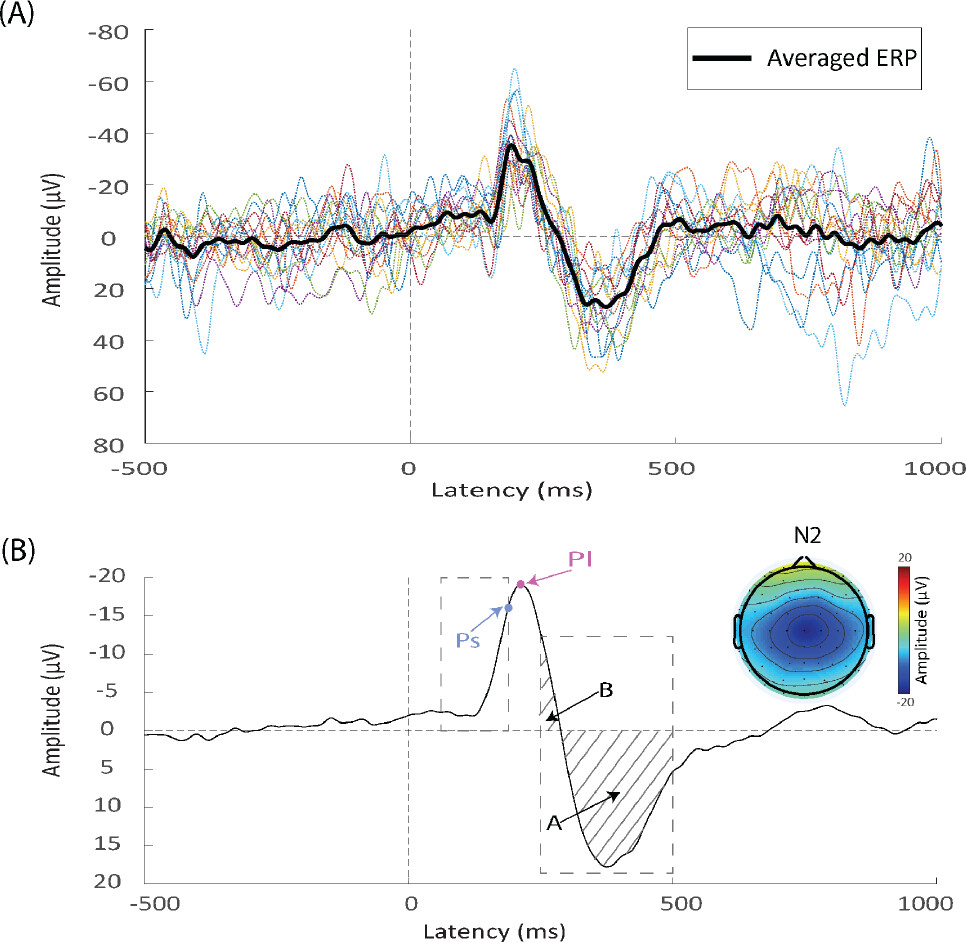 (A)
Averaged ERP
-80
-60
-40
-20
0
20
40
60
80
Amplitude (µV)
-500 0 500 1000
Latency (ms)
(B)
N2
-20
-15
-10
-5
0
5
10
15
20
Amplitude (µV)
Pl
Ps
B
A
20
Amplitude (µV)
-20
-500 0 500 1000
Latency (ms)